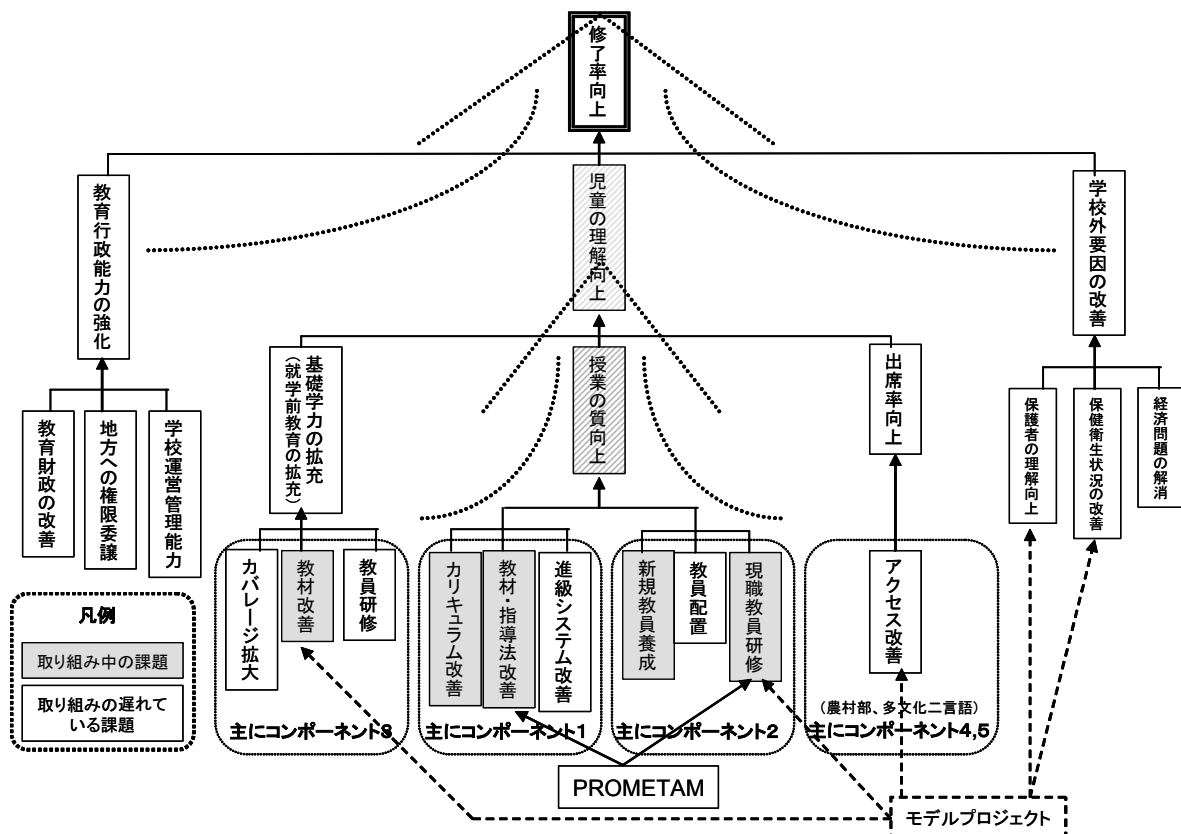 修了率向上
教育行政能力の強化
児童の理解向上
学校外要因の改善
基礎学力の拡充
（就学前教育の拡充）
授業の質向上
出席率向上
教育財政の改善
地方への権限委譲
学校運営管理能力
保護者の理解向上
保健衛生状況の改善
経済問題の解消
カバレージ拡大
教材改善
教員研修
カリキュラム改善
教材・指導法改善
進級システム改善
新規教員養成
教員配置
現職教員研修
アクセス改善
（農村部、多文化二言語）
主にコンポーネント3
主にコンポーネント1
主にコンポーネント2
主にコンポーネント4,5
凡例
取り組み中の課題
取り組みの遅れて
いる課題
PROMETAM
モデルプロジェクト